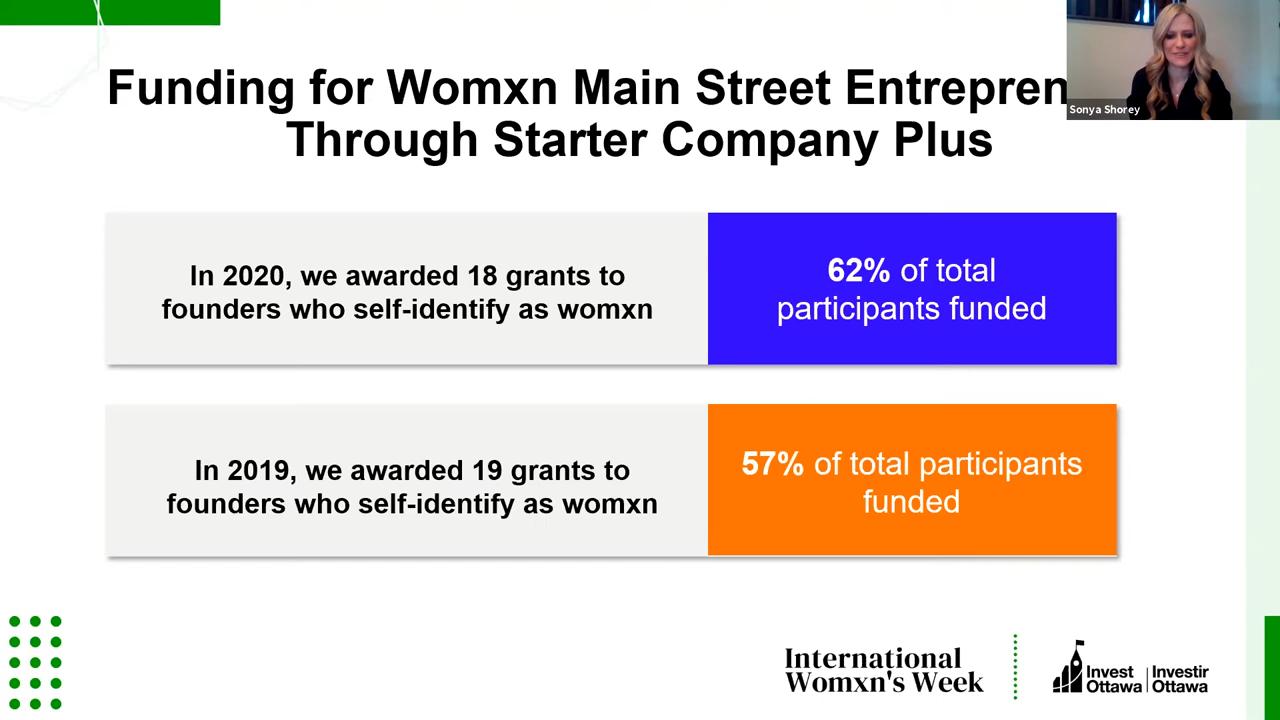 Funding for Womxn Main Street Entrepren
Through Starter Company Plus
Sonya Shorey
In 2020, we awarded 18 grants to
founders who self-identify as womxn
62% of total
participants funded
In 2019, we awarded 19 grants to
founders who self-identify as womxn
57% of total participants
funded
International
Womxn's Week
Invest
Ottawa
Investir
Ottawa